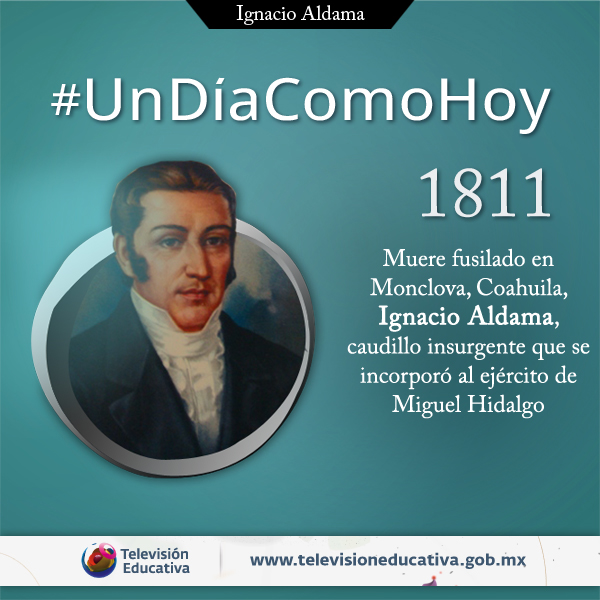 Ignacio Aldama
#UnDíaComoHoy
1811
Muere fusilado en
Monclova, Coahuila,
Ignacio Aldama,
caudillo insurgente que se
incorporó al ejército de
Miguel Hidalgo
Televisión
Educativa
www.televisioneducativa.gob.mx